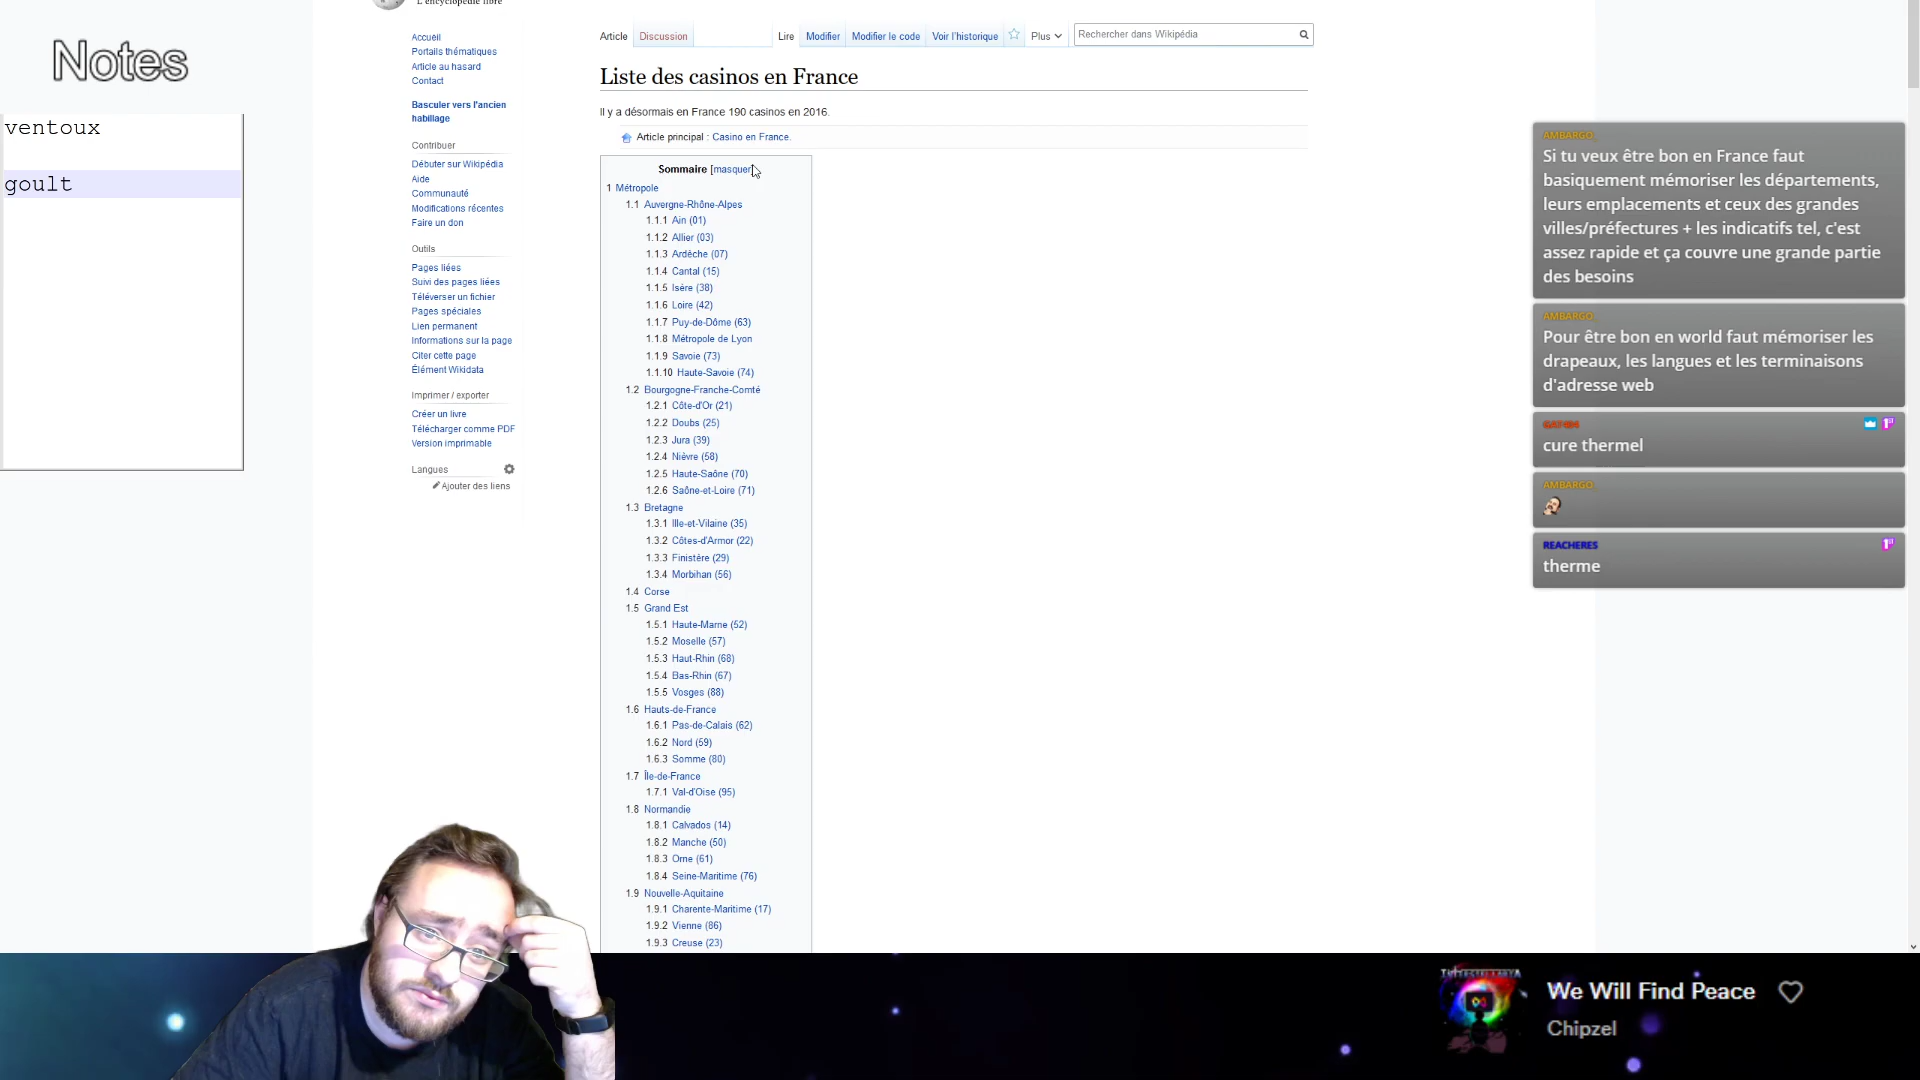 L'encyclopédie libre
Notes
ventoux
goult
Accueil
Portails thématiques
Article au hasard
Contact
Basculer vers l'ancien
habillage
Contribuer
Débuter sur Wikipédia
Aide
Communauté
Modifications récentes
Faire un don
Outils
Pages liées
Suivi des pages liées
Téléverser un fichier
Pages spéciales
Lien permanent
Informations sur la page
Citer cette page
Élément Wikidata
Imprimer / exporter
Créer un livre
Télécharger comme PDF
Version imprimable
Langues
Ajouter des liens
Article Discussion Lire Modifier Modifier le code Voir l'historique Plus Rechercher dans Wikipédia
Liste des casinos en France
Il y a désormais en France 190 casinos en 2016.
Article principal : Casino en France.
Sommaire [masquer]
1 Métropole
1.1 Auvergne-Rhône-Alpes
1.1.1 Ain (01)
1.1.2 Allier (03)
1.1.3 Ardèche (07)
1.1.4 Cantal (15)
1.1.5 Isère (38)
1.1.6 Loire (42)
1.1.7 Puy-de-Dôme (63)
1.1.8 Métropole de Lyon
1.1.9 Savoie (73)
1.1.10 Haute-Savoie (74)
1.2 Bourgogne-Franche-Comté
1.2.1 Côte-d'Or (21)
1.2.2 Doubs (25)
1.2.3 Jura (39)
1.2.4 Nièvre (58)
1.2.5 Haute-Saône (70)
1.2.6 Saône-et-Loire (71)
1.3 Bretagne
1.3.1 Ille-et-Vilaine (35)
1.3.2 Côtes-d'Armor (22)
1.3.3 Finistère (29)
1.3.4 Morbihan (56)
1.4 Corse
1.5 Grand Est
1.5.1 Haute-Marne (52)
1.5.2 Moselle (57)
1.5.3 Haut-Rhin (68)
1.5.4 Bas-Rhin (67)
1.5.5 Vosges (88)
1.6 Hauts-de-France
1.6.1 Pas-de-Calais (62)
1.6.2 Nord (59)
1.6.3 Somme (80)
1.7 Île-de-France
1.7.1 Val-d'Oise (95)
1.8 Normandie
1.8.1 Calvados (14)
1.8.2 Manche (50)
1.8.3 Orne (61)
1.8.4 Seine-Maritime (76)
1.9 Nouvelle-Aquitaine
1.9.1 Charente-Maritime (17)
1.9.2 Vienne (86)
1.9.3 Creuse (23)
AMBARGO_
Si tu veux être bon en France faut
basiquement mémoriser les départements,
leurs emplacements et ceux des grandes
villes/préfectures + les indicatifs tel, c'est
assez rapide et ça couvre une grande partie
des besoins
AMBARGO_
Pour être bon en world faut mémoriser les
drapeaux, les langues et les terminaisons
d'adresse web
cure thermel
AMBARGO_
REACHERES
therme
We Will Find Peace
Chipzel